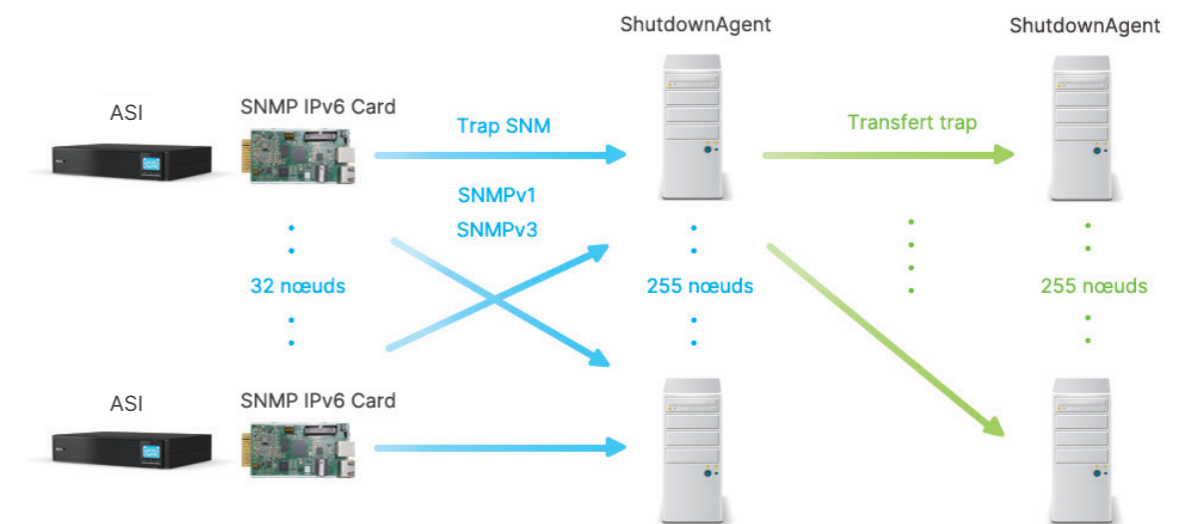 ShutdownAgent
ShutdownAgent
ASI
SNMP IPv6 Card
Trap SNM
Transfert trap
SNMPv1
SNMPv3
32 nœuds
255 nœuds
255 nœuds
ASI
SNMP IPv6 Card